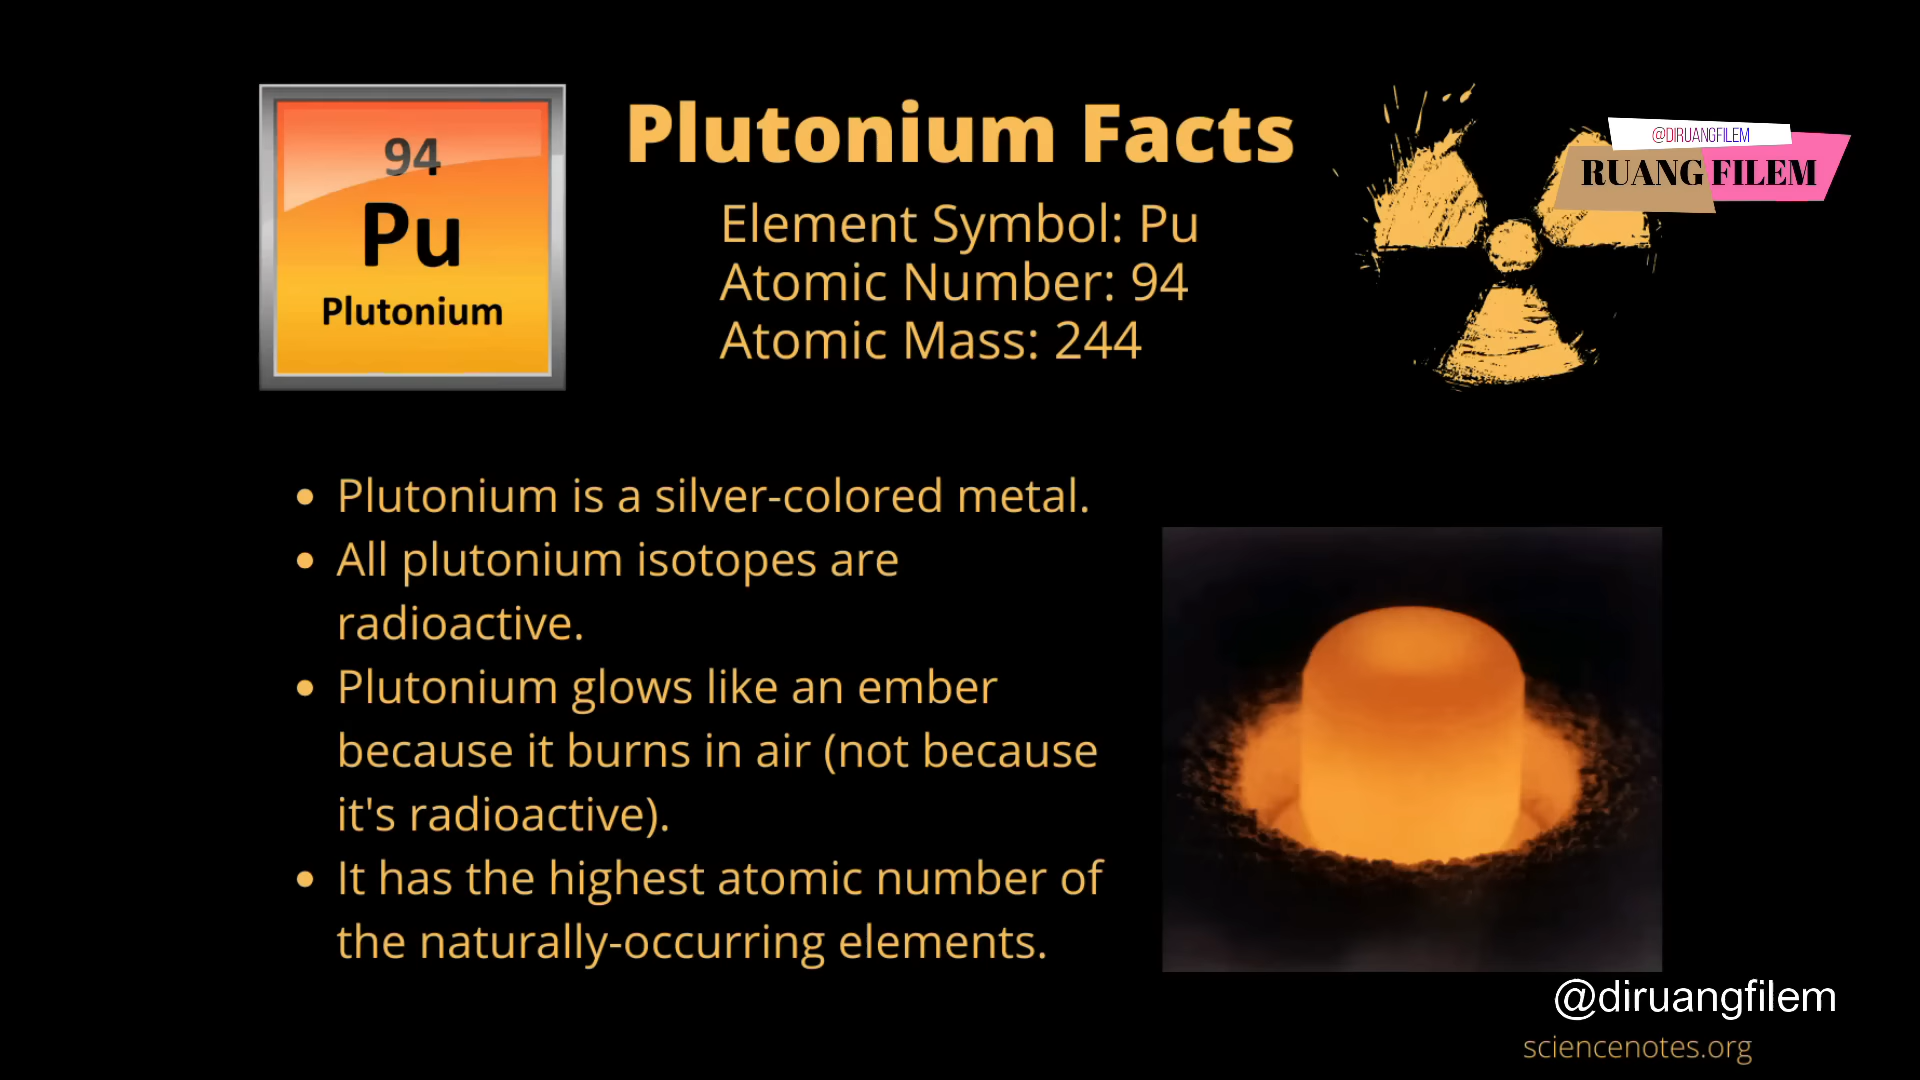 94
Pu
Plutonium
Plutonium Facts
Element Symbol: Pu
Atomic Number: 94
Atomic Mass: 244
@DIRUANGFILEM
RUANG FILEM
• Plutonium is a silver-colored metal.
• All plutonium isotopes are
radioactive.
• Plutonium glows like an ember
because it burns in air (not because
it's radioactive).
• It has the highest atomic number of
the naturally-occurring elements.
@diruangfilem
sciencenotes.org